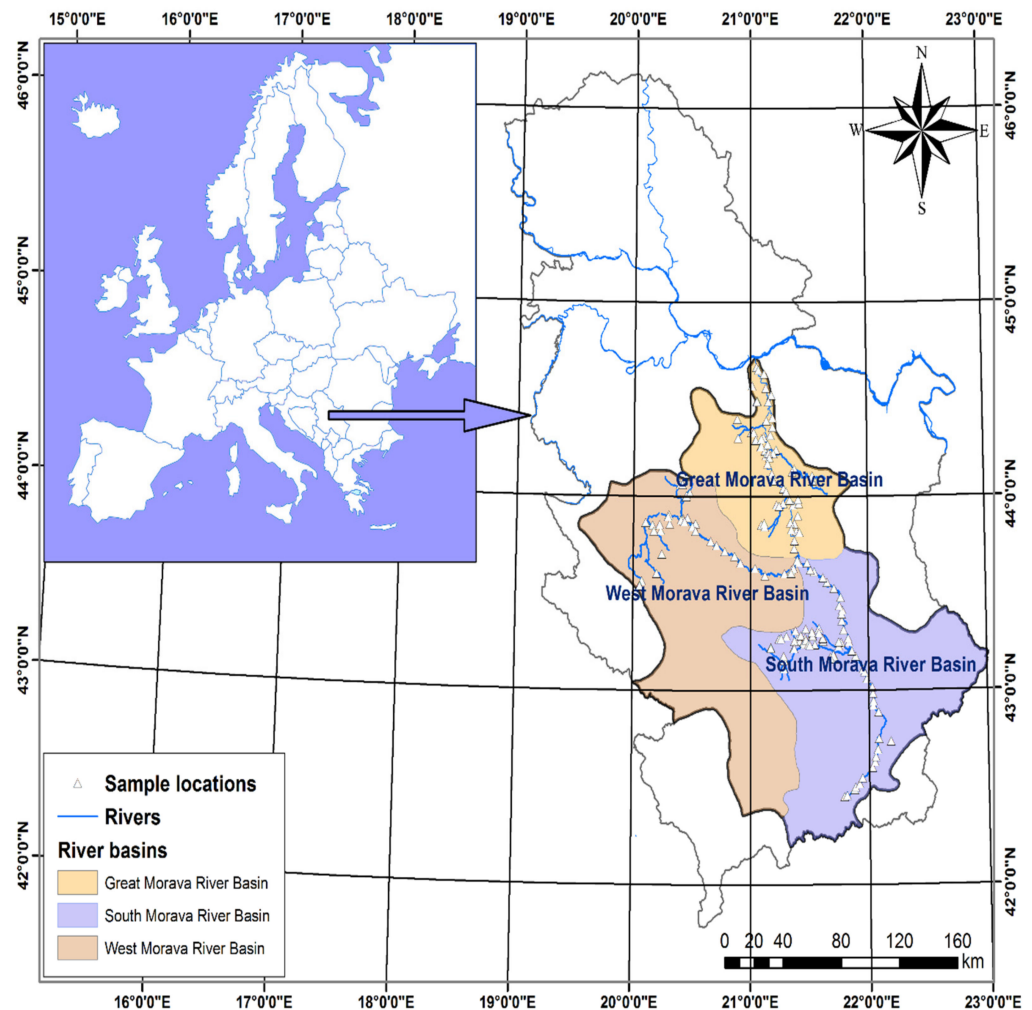 15°0'0"E 16°0'0"E 17°0'0"E 18°0'0"E 19°0'0"E 20°0'0"E 21°0'0"E 22°0'0"E 23°0'0"E
46°0'0"N
46°0'0"N
N
W
E
S
45°0'0"N
45°0'0"N
44°0'0"N
44°0'0"N
Great Morava River Basin
West Morava River Basin
South Morava River Basin
43°0'0"N
43°0'0"N
Sample locations
Rivers
River basins
Great Morava River Basin
South Morava River Basin
West Morava River Basin
42°0'0"N
42°0'0"N
0 20 40 80 120 160
km
16°0'0"E 17°0'0"E 18°0'0"E 19°0'0"E 20°0'0"E 21°0'0"E 22°0'0"E 23°0'0"E